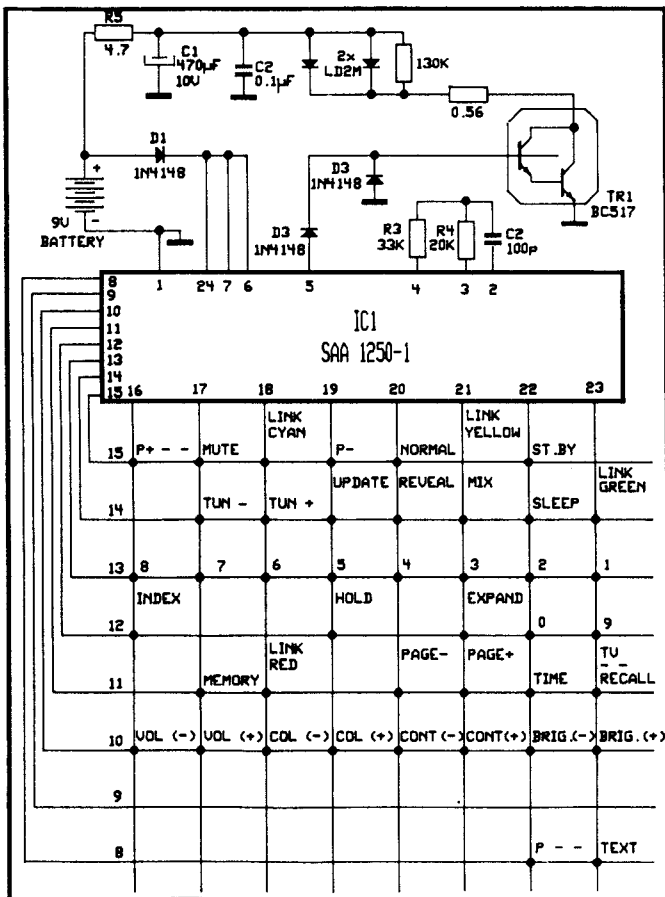 R5
4.7
C1
470µF
10V
C2
0.1µF
2x
LD2M
130K
0.56
D1
1N4148
D3
1N4148
TR1
BC517
+
-
9V
BATTERY
D3
1N4148
R3
33K
R4
20K
C2
100p
1 24 7 6 5 4 3 2
8
9
10
11
12
13
14
15
IC1
SAA 1250-1
16 17 18 19 20 21 22 23
LINK
CYAN
LINK
YELLOW
15 P+ - - MUTE P- NORMAL ST.BY
UPDATE REVEAL MIX
LINK
GREEN
14 TUN - TUN + SLEEP
13 8 7 6 5 4 3 2 1
INDEX HOLD EXPAND
12 0 9
LINK
RED
PAGE- PAGE+
TV
- -
11 MEMORY TIME RECALL
10 VOL (-) VOL (+) COL (-) COL (+) CONT (-) CONT(+) BRIG.(-) BRIG.(+)
9
8 P - - TEXT